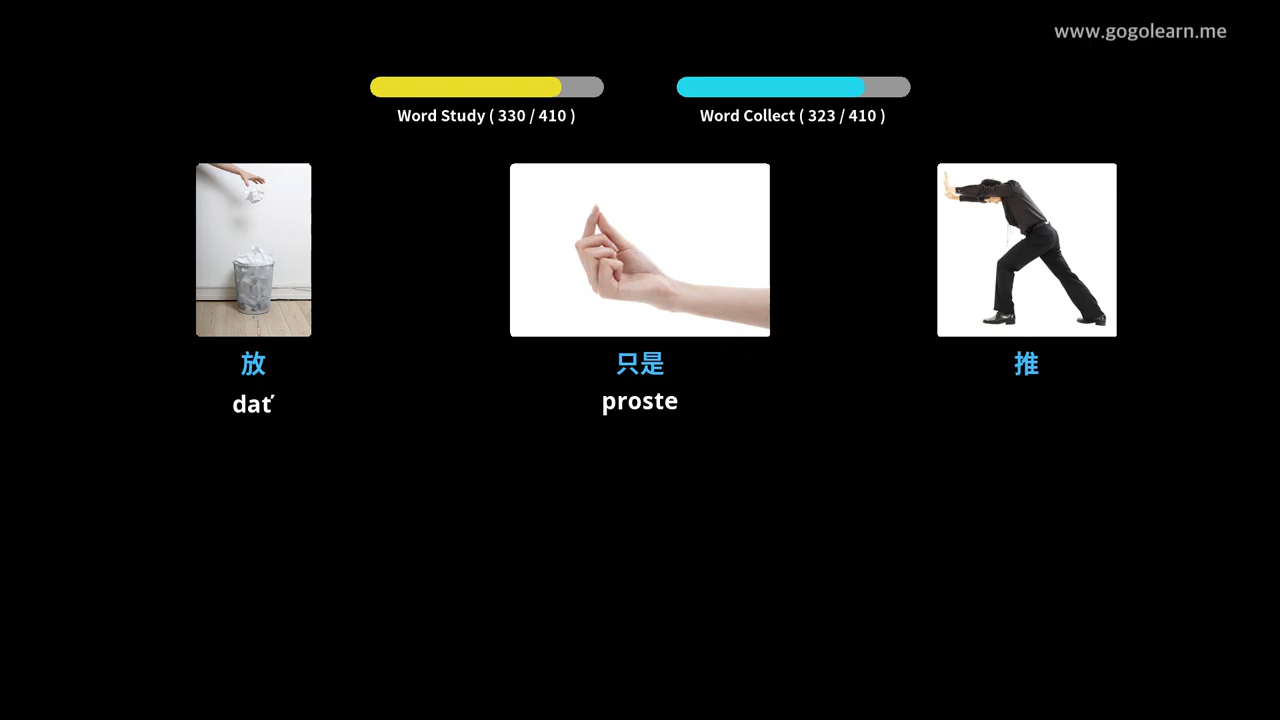 www.gogolearn.me
Word Study ( 330 / 410 )
Word Collect ( 323 / 410 )
放
只是
推
dať
proste